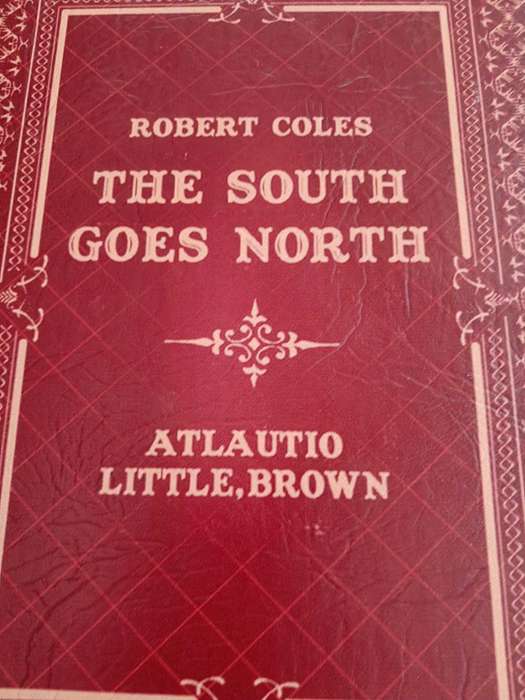 ROBERT COLES
THE SOUTH
GOES NORTH
ATLAUTIO
LITTLE, BROWN